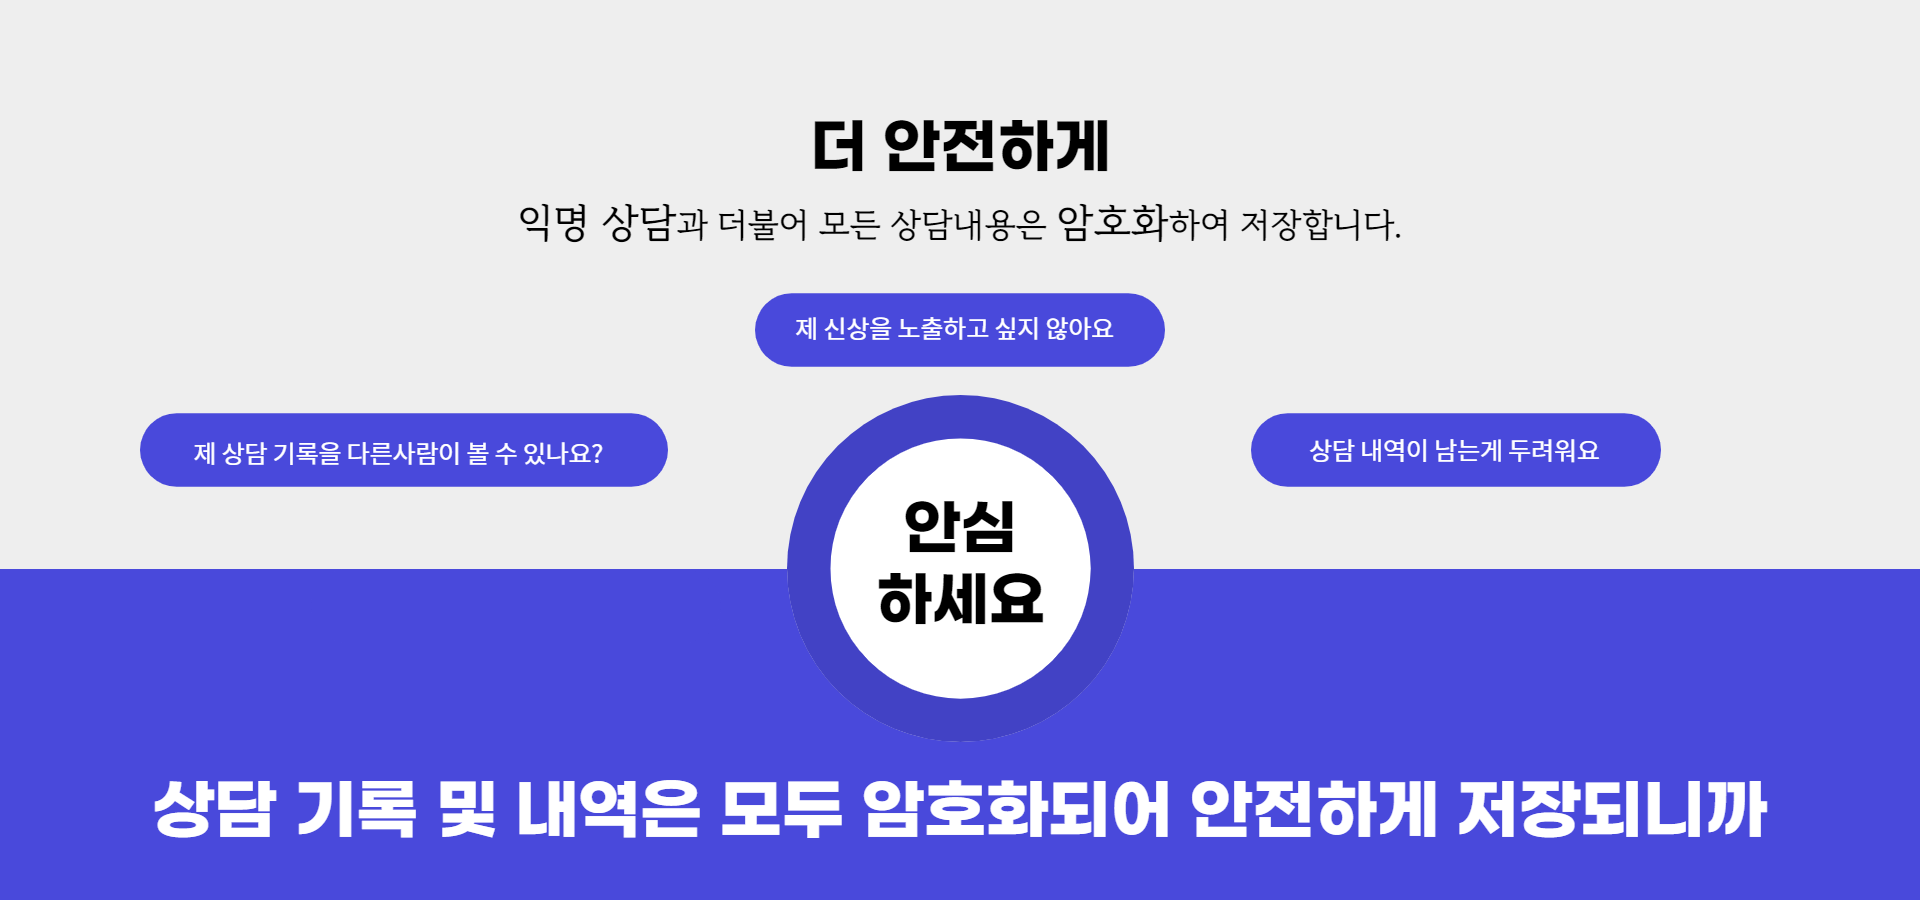 더 안전하게
익명 상담과 더불어 모든 상담내용은 암호화하여 저장합니다.
제 신상을 노출하고 싶지 않아요
제 상담 기록을 다른사람이 볼 수 있나요?
상담 내역이 남는게 두려워요
안심
하세요
상담 기록 및 내역은 모두 암호화되어 안전하게 저장되니까